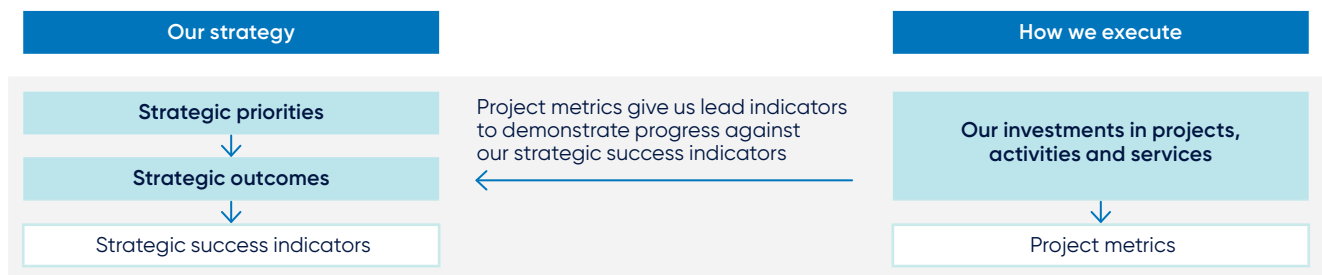 Our strategy
How we execute
Strategic priorities
Strategic outcomes
Strategic success indicators
Project metrics give us lead indicators
to demonstrate progress against
our strategic success indicators
Our investments in projects,
activities and services
Project metrics